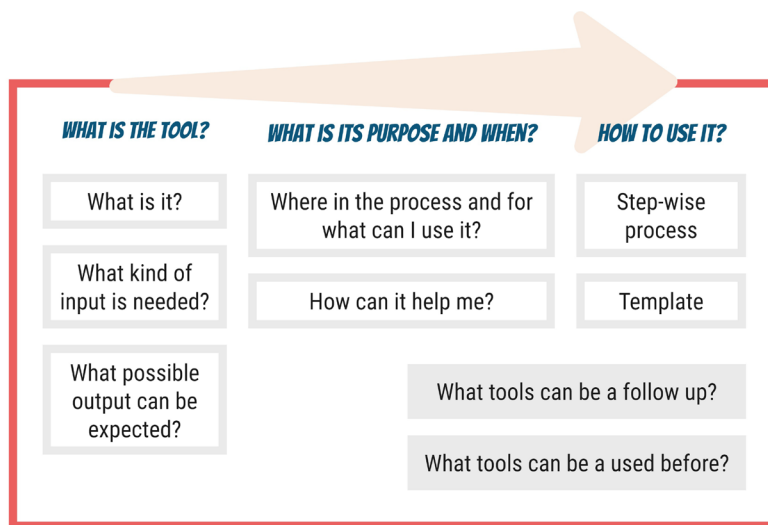 WHAT IS THE TOOL?
What is it?
What kind of
input is needed?
What possible
output can be
expected?
WHAT IS ITS PURPOSE AND WHEN?
Where in the process and for
what can I use it?
How can it help me?
HOW TO USE IT?
Step-wise
process
Template
What tools can be a follow up?
What tools can be a used before?